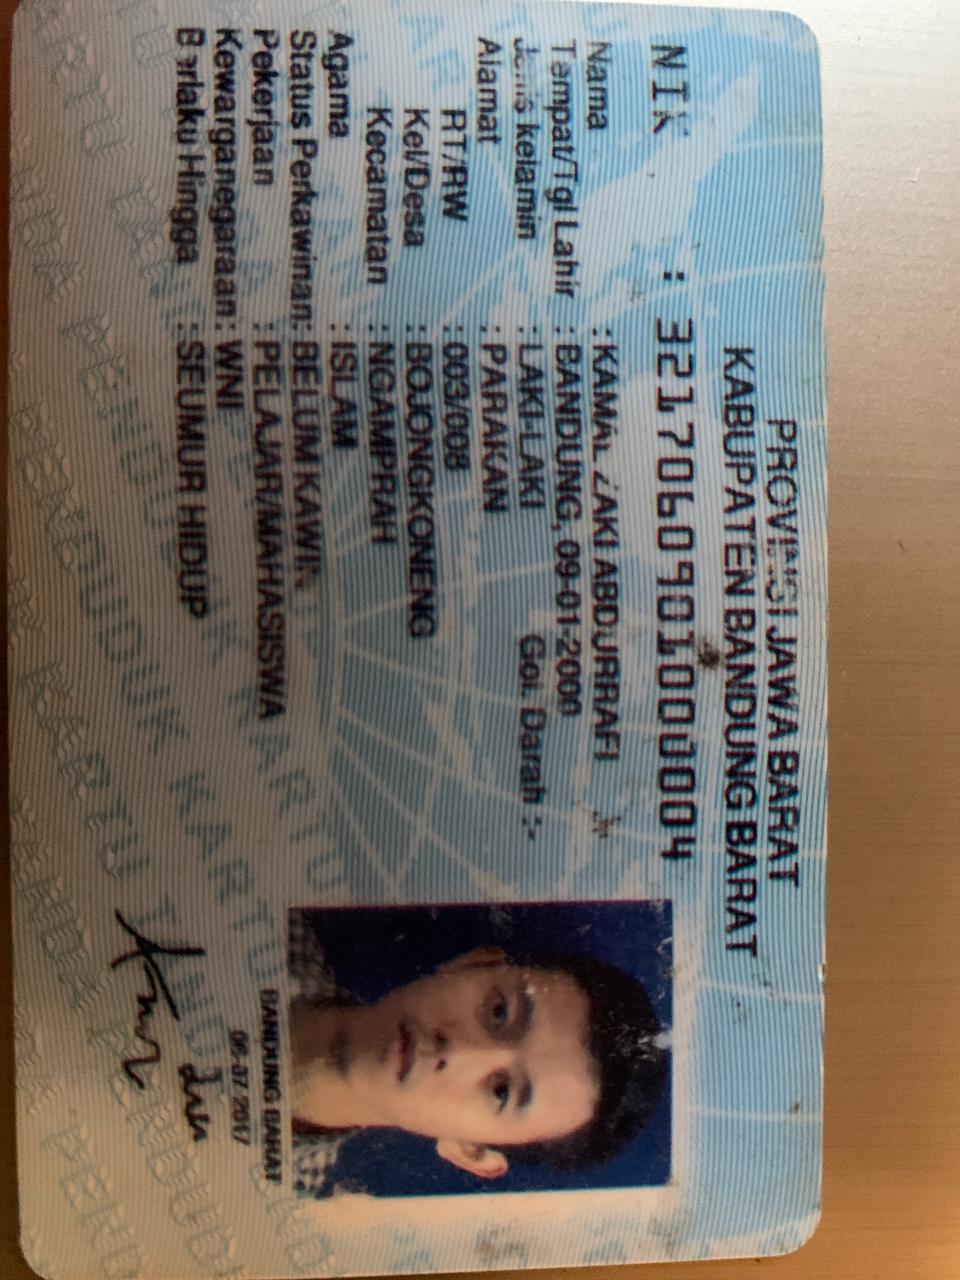 PROVINSI JAWA BARAT
KABUPATEN BANDUNG BARAT
NIK : 3217060901000004
Nama : KAMAL ZAKI ABDURRAFI
Tempat/Tgl Lahir : BANDUNG, 09-01-2000
Jenis kelamin : LAKI-LAKI Gol. Darah :-
Alamat : PARAKAN
RT/RW : 003/008
Kel/Desa : BOJONGKONENG
Kecamatan : NGAMPRAH
Agama : ISLAM
Status Perkawinan: BELUM KAWIN
Pekerjaan : PELAJAR/MAHASISWA
Kewarganegaraan: WNI
Berlaku Hingga : SEUMUR HIDUP
BANDUNG BARAT
06-07-2017